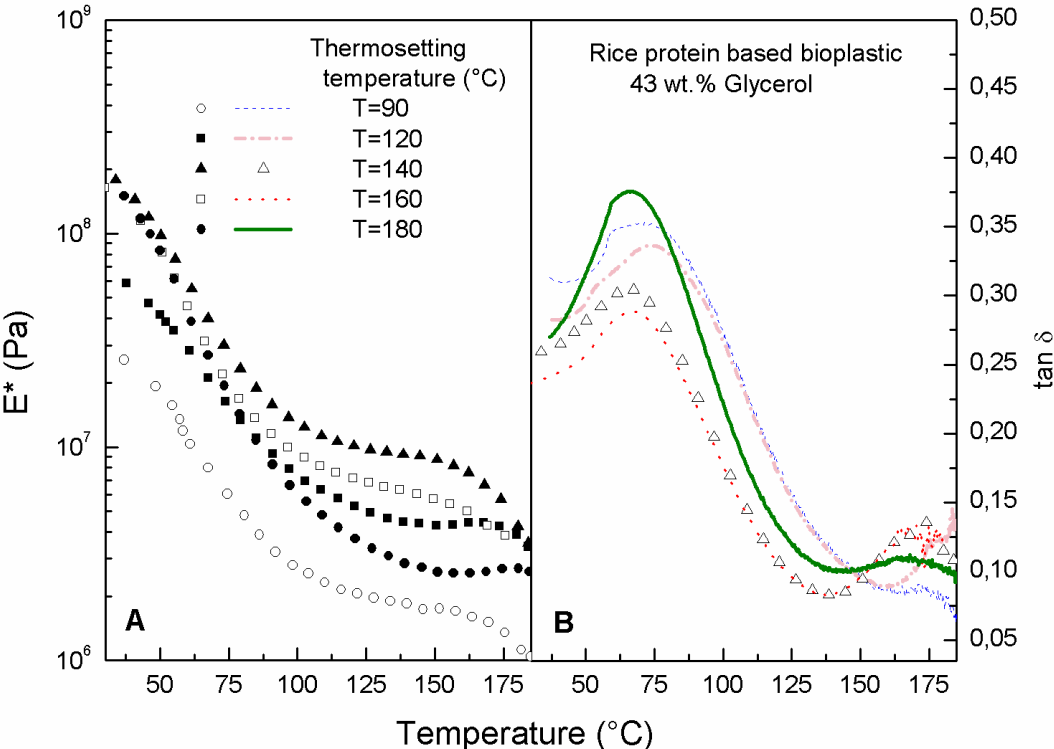 10⁹
10⁸
10⁷
10⁶
E* (Pa)
Thermosetting
temperature (°C)
T=90
T=120
T=140
T=160
T=180
A
50
75
100
125
150
175
Rice protein based bioplastic
43 wt.% Glycerol
B
50
75
100
125
150
175
0,50
0,45
0,40
0,35
0,30
0,25
0,20
0,15
0,10
0,05
tan δ
Temperature (°C)